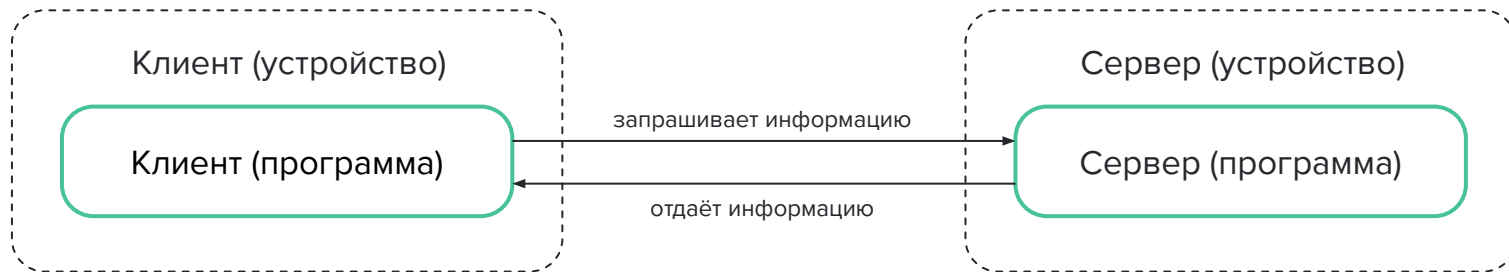 Клиент (устройство)
Сервер (устройство)
запрашивает информацию
Клиент (программа)
Сервер (программа)
отдаёт информацию